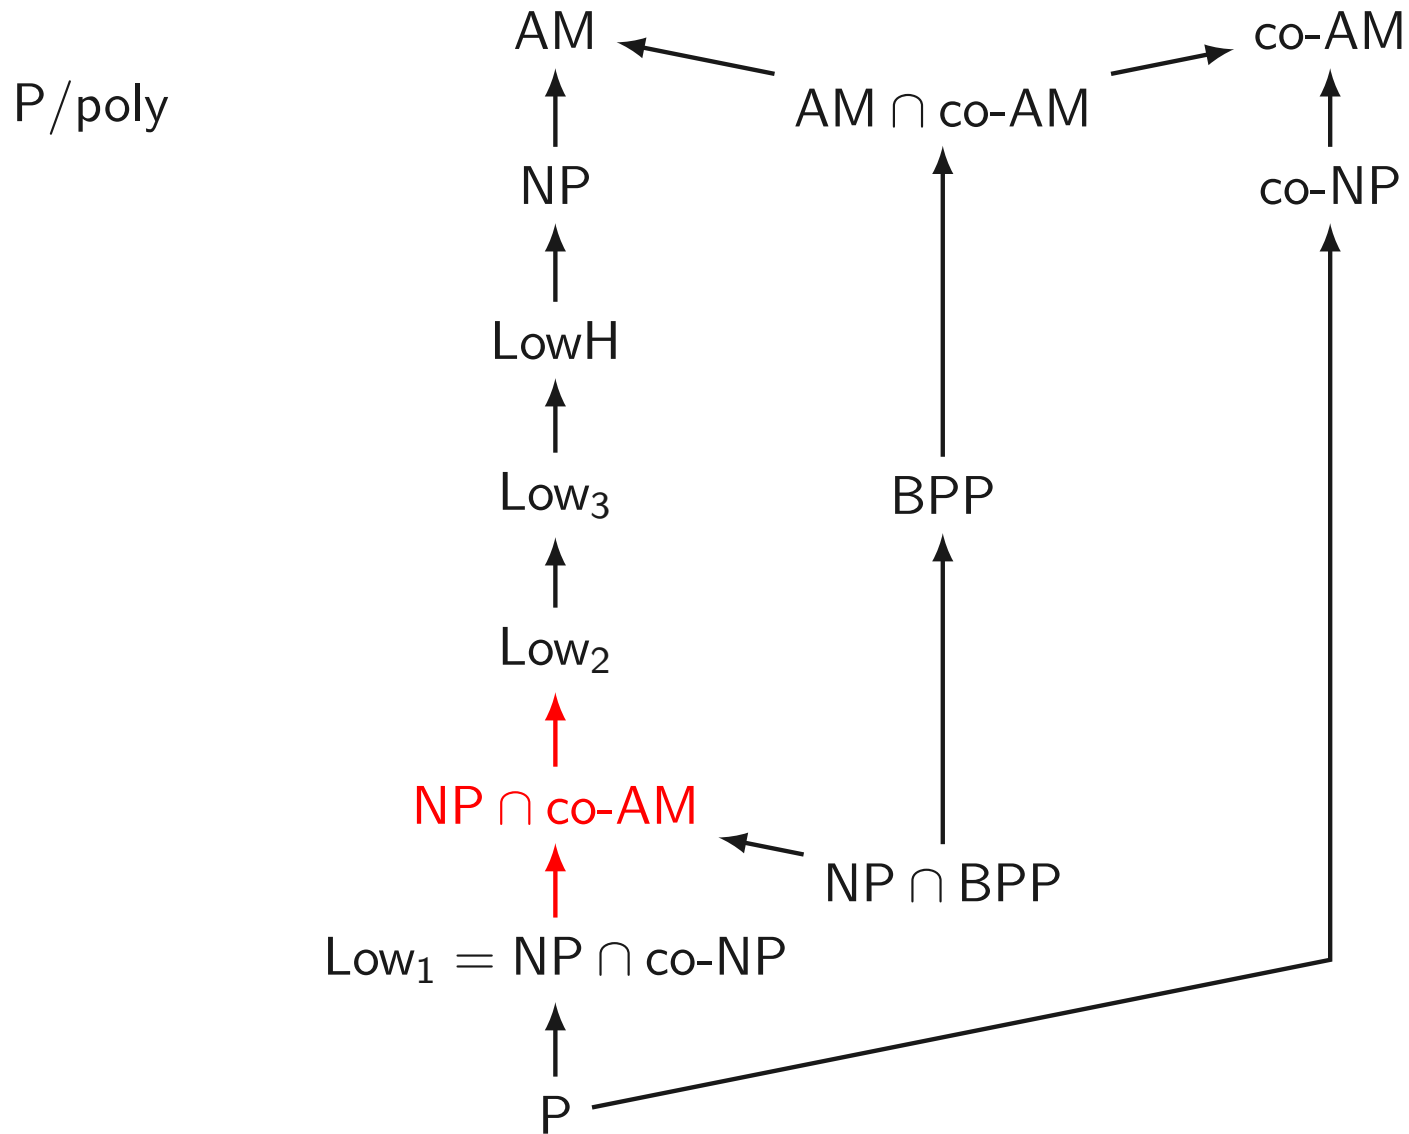 AM
co-AM
P/poly
AM ∩ co-AM
NP
co-NP
LowH
Low₃
BPP
Low₂
NP ∩ co-AM
NP ∩ BPP
Low₁ = NP ∩ co-NP
P